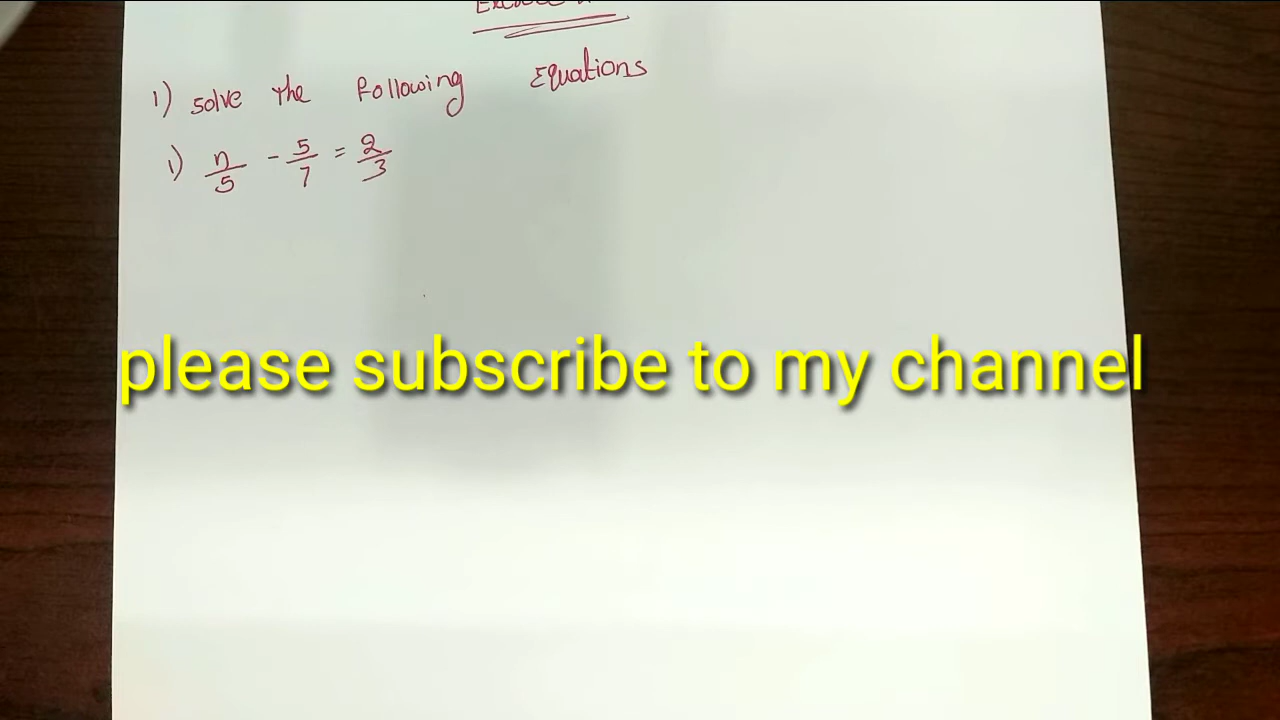 1) solve the following Equations
1) n/5 - 5/7 = 2/3
please subscribe to my channel